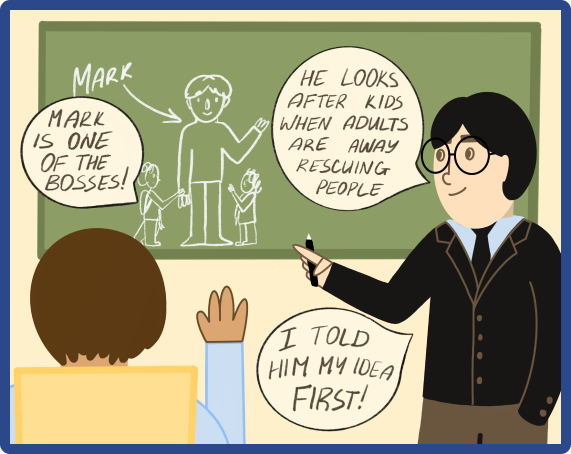 MARK
MARK
IS ONE
OF THE
BOSSES!
HE LOOKS
AFTER KIDS
WHEN ADULTS
ARE AWAY
RESCUING
PEOPLE
I TOLD
HIM MY IDEA
FIRST!